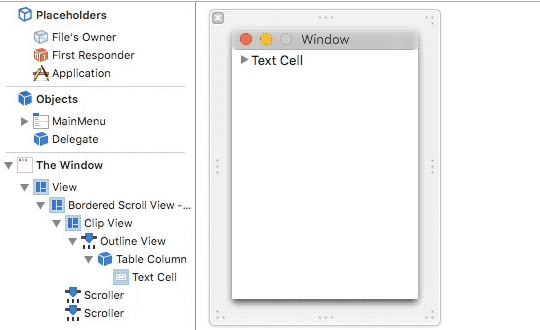 Placeholders
File's Owner
First Responder
Application
Objects
MainMenu
Delegate
The Window
View
Bordered Scroll View -...
Clip View
Outline View
Table Column
Text Cell
Scroller
Scroller
Window
Text Cell